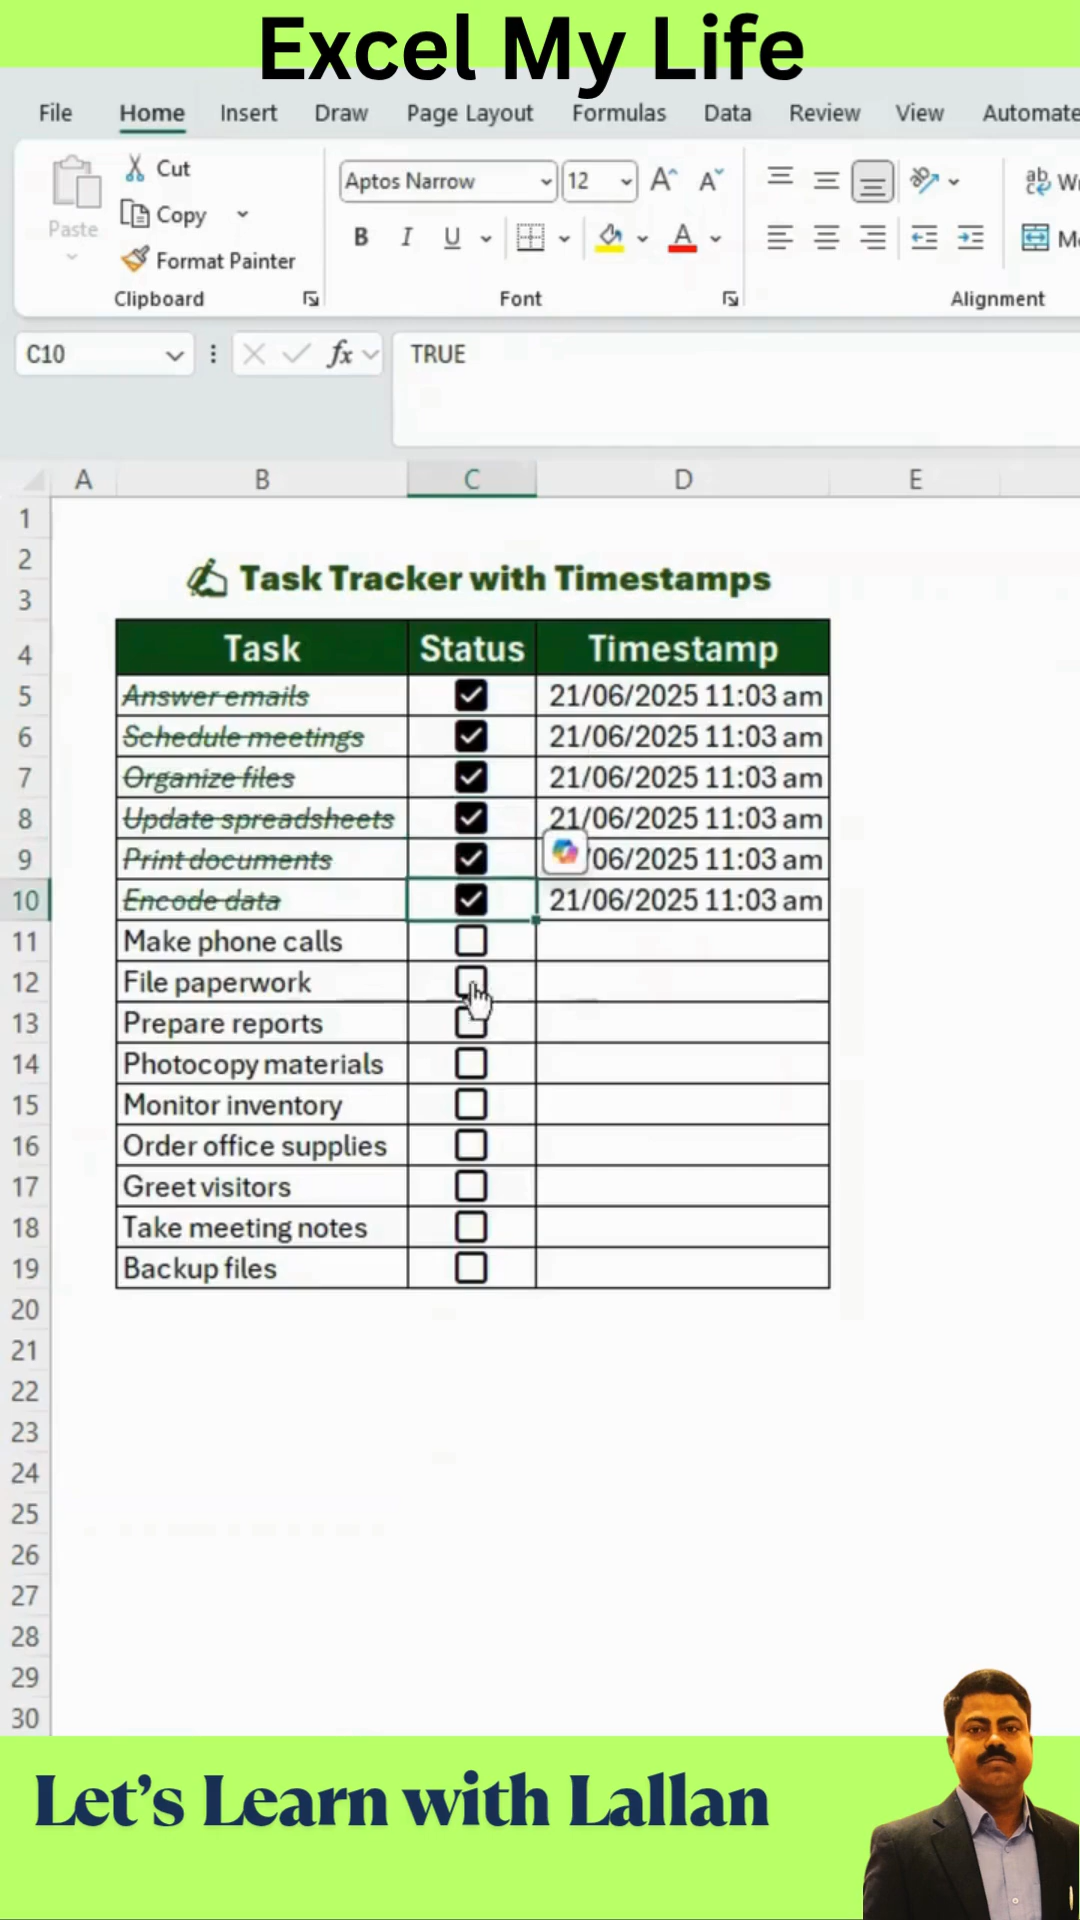 Excel My Life
File Home Insert Draw Page Layout Formulas Data Review View Automate
Cut
Copy
Paste
Format Painter
Clipboard
Aptos Narrow 12
B I U
Font
Alignment
C10
fx
TRUE
A B C D E
1
2
3
✍ Task Tracker with Timestamps
4 Task Status Timestamp
5 Answer emails 21/06/2025 11:03 am
6 Schedule meetings 21/06/2025 11:03 am
7 Organize files 21/06/2025 11:03 am
8 Update spreadsheets 21/06/2025 11:03 am
9 Print documents /06/2025 11:03 am
10 Encode data 21/06/2025 11:03 am
11 Make phone calls
12 File paperwork
13 Prepare reports
14 Photocopy materials
15 Monitor inventory
16 Order office supplies
17 Greet visitors
18 Take meeting notes
19 Backup files
20
21
22
23
24
25
26
27
28
29
30
Let's Learn with Lallan